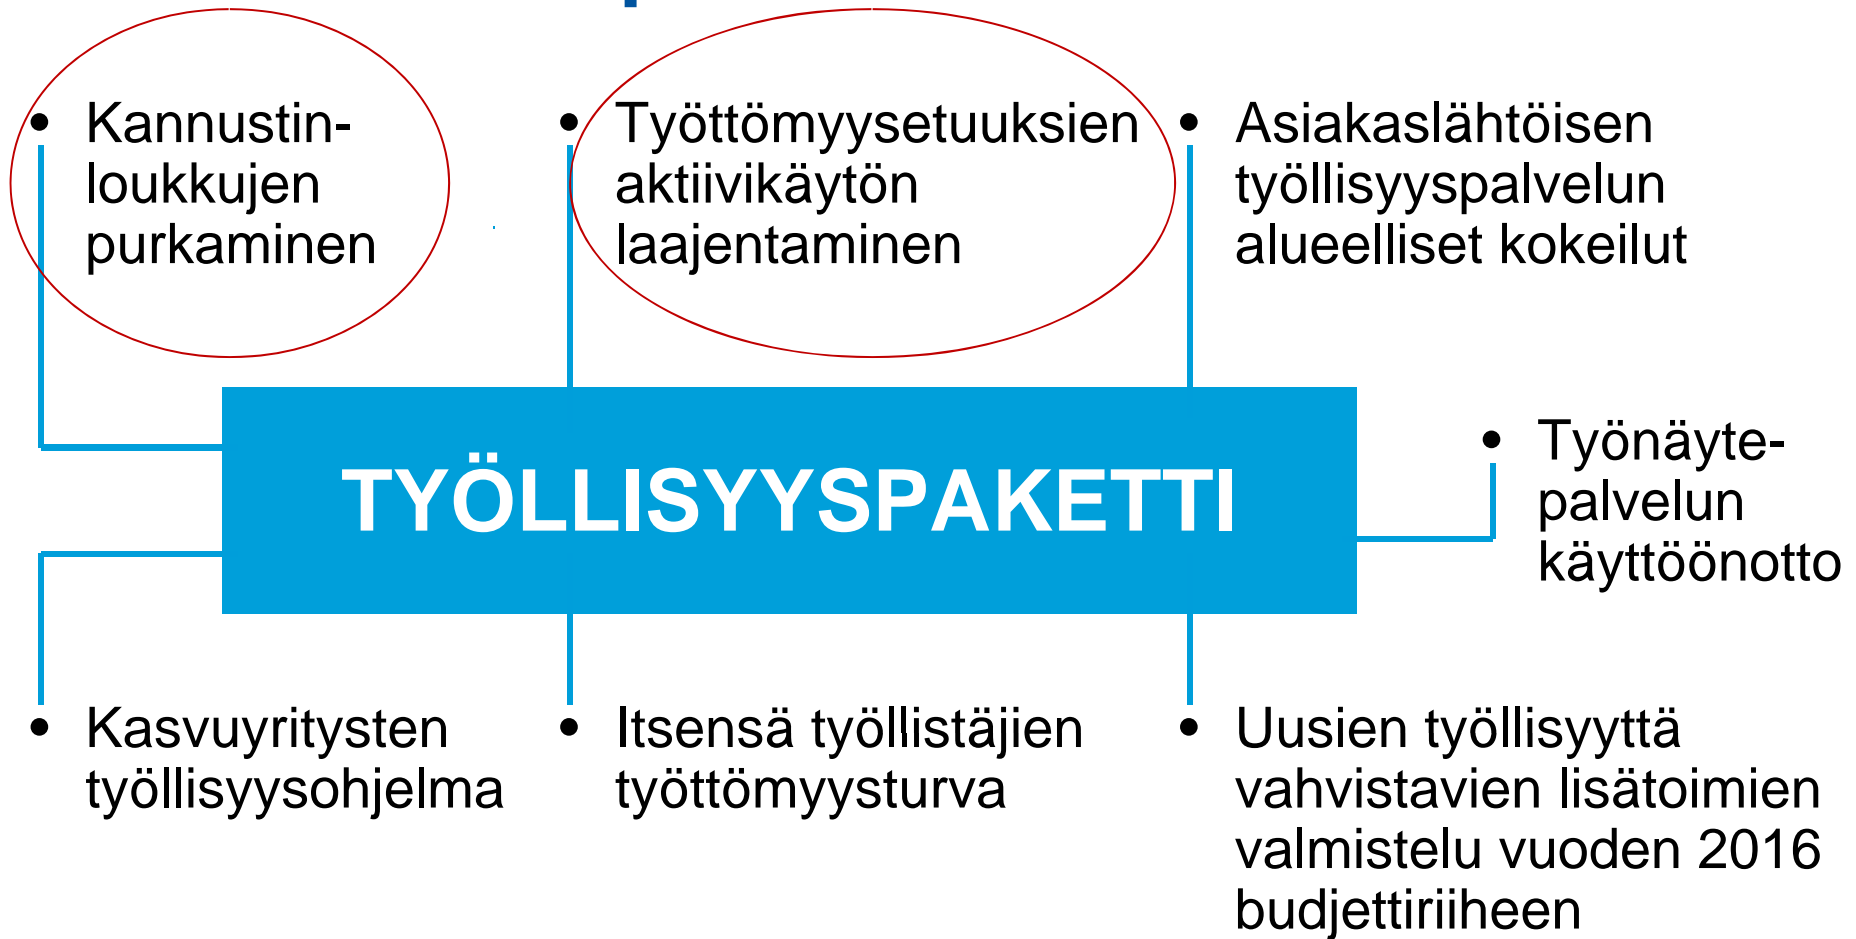 • Kannustin-
loukkujen
purkaminen
• Työttömyysetuuksien
aktiivikäytön
laajentaminen
• Asiakaslähtöisen
työllisyyspalvelun
alueelliset kokeilut
TYÖLLISYYSPAKETTI
• Työnäyte-
palvelun
käyttöönotto
• Kasvuyritysten
työllisyysohjelma
• Itsensä työllistäjien
työttömyysturva
• Uusien työllisyyttä
vahvistavien lisätoimien
valmistelu vuoden 2016
budjettiriiheen